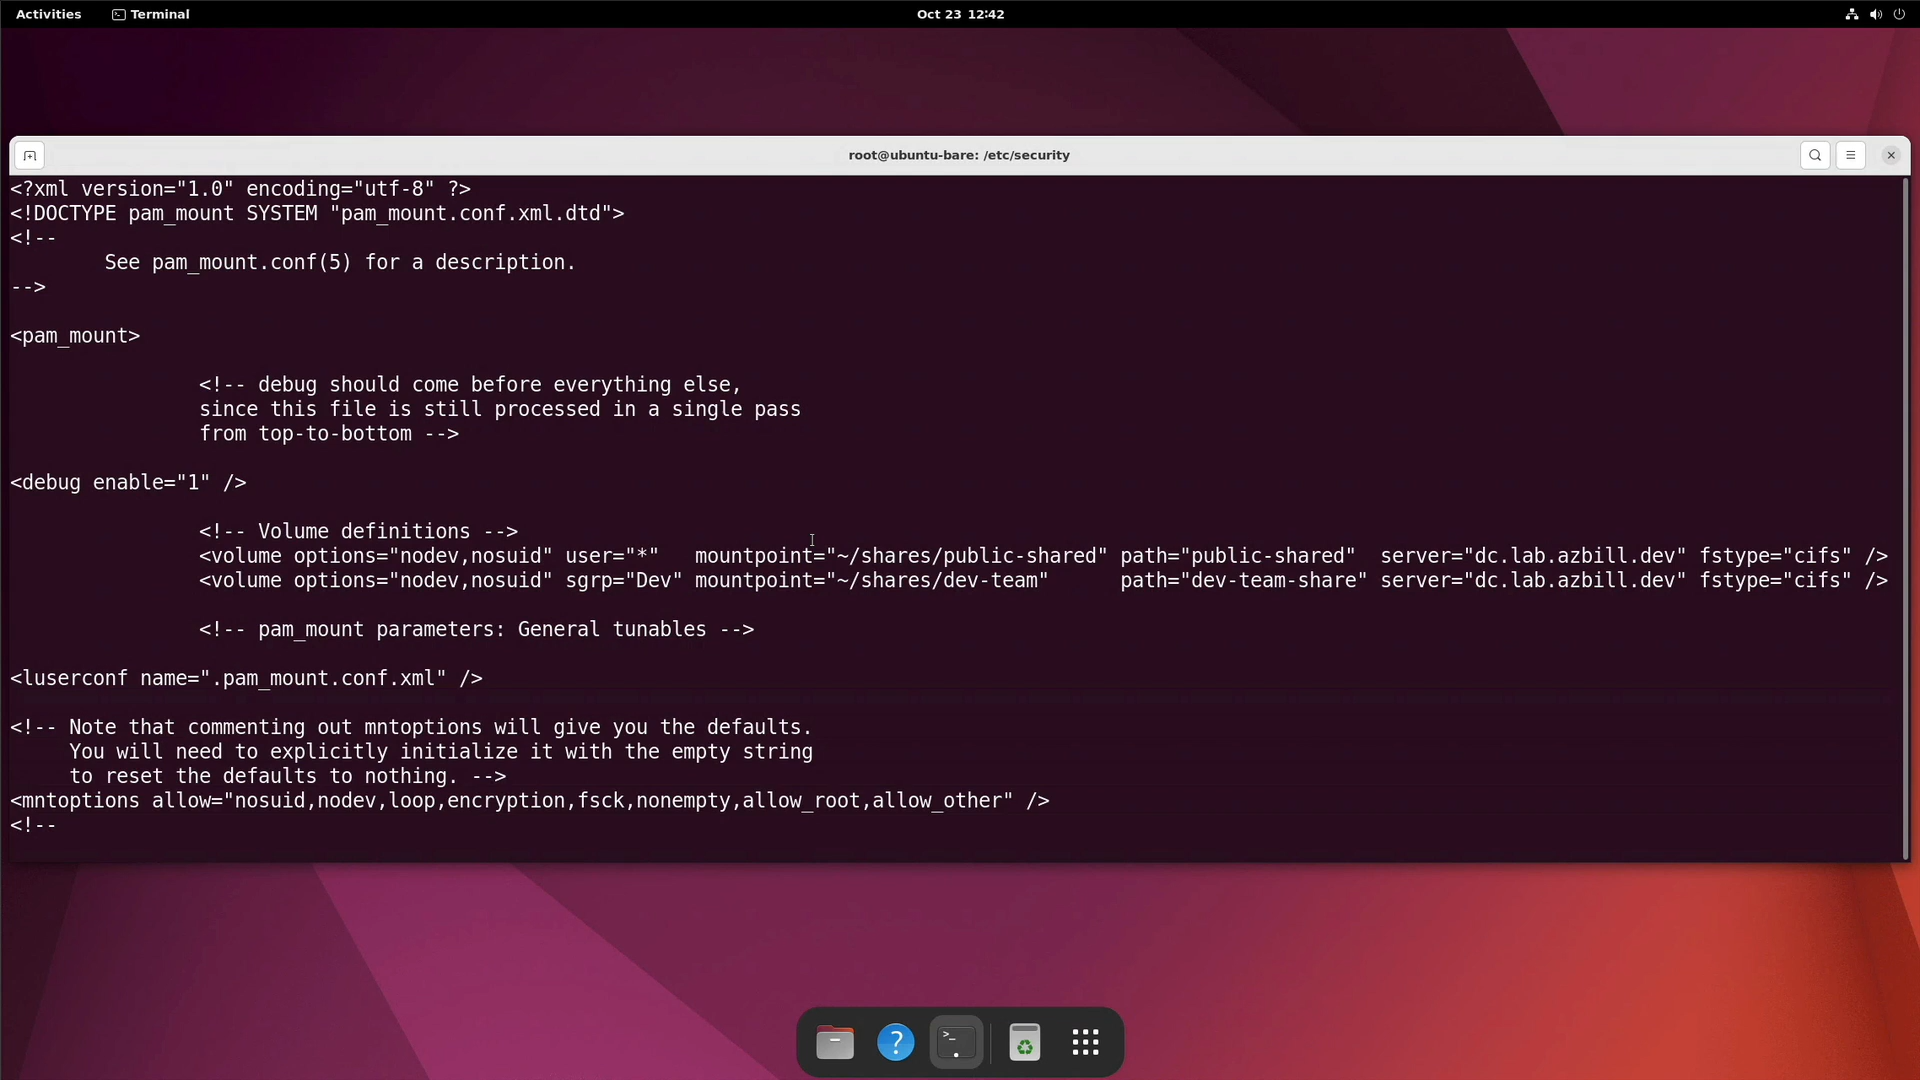 Activities Terminal Oct 23 12:42
root@ubuntu-bare: /etc/security
<?xml version="1.0" encoding="utf-8" ?>
<!DOCTYPE pam_mount SYSTEM "pam_mount.conf.xml.dtd">
<!--
        See pam_mount.conf(5) for a description.
-->
<pam_mount>
                <!-- debug should come before everything else,
                since this file is still processed in a single pass
                from top-to-bottom -->
<debug enable="1" />
                <!-- Volume definitions -->
                <volume options="nodev,nosuid" user="*"   mountpoint="~/shares/public-shared" path="public-shared"  server="dc.lab.azbill.dev" fstype="cifs" />
                <volume options="nodev,nosuid" sgrp="Dev" mountpoint="~/shares/dev-team"      path="dev-team-share" server="dc.lab.azbill.dev" fstype="cifs" />
                <!-- pam_mount parameters: General tunables -->
<luserconf name=".pam_mount.conf.xml" />
<!-- Note that commenting out mntoptions will give you the defaults.
     You will need to explicitly initialize it with the empty string
     to reset the defaults to nothing. -->
<mntoptions allow="nosuid,nodev,loop,encryption,fsck,nonempty,allow_root,allow_other" />
<!--